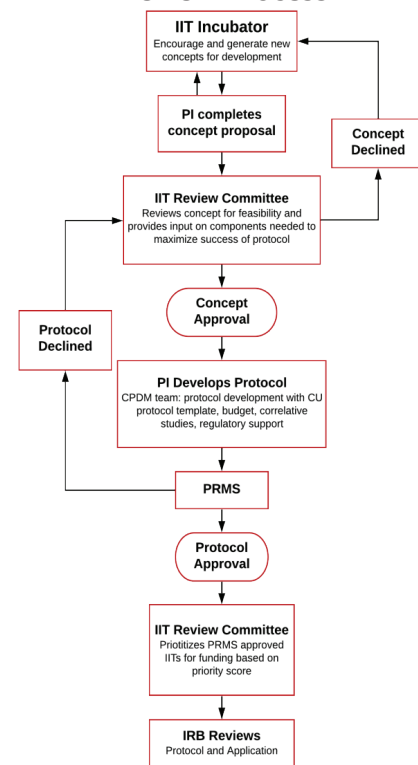 IIT Incubator
Encourage and generate new
concepts for development
PI completes
concept proposal
Concept
Declined
IIT Review Committee
Reviews concept for feasibility and
provides input on components needed to
maximize success of protocol
Concept
Approval
Protocol
Declined
PI Develops Protocol
CPDM team: protocol development with CU
protocol template, budget, correlative
studies, regulatory support
PRMS
Protocol
Approval
IIT Review Committee
Priotitizes PRMS approved
IITs for funding based on
priority score
IRB Reviews
Protocol and Application